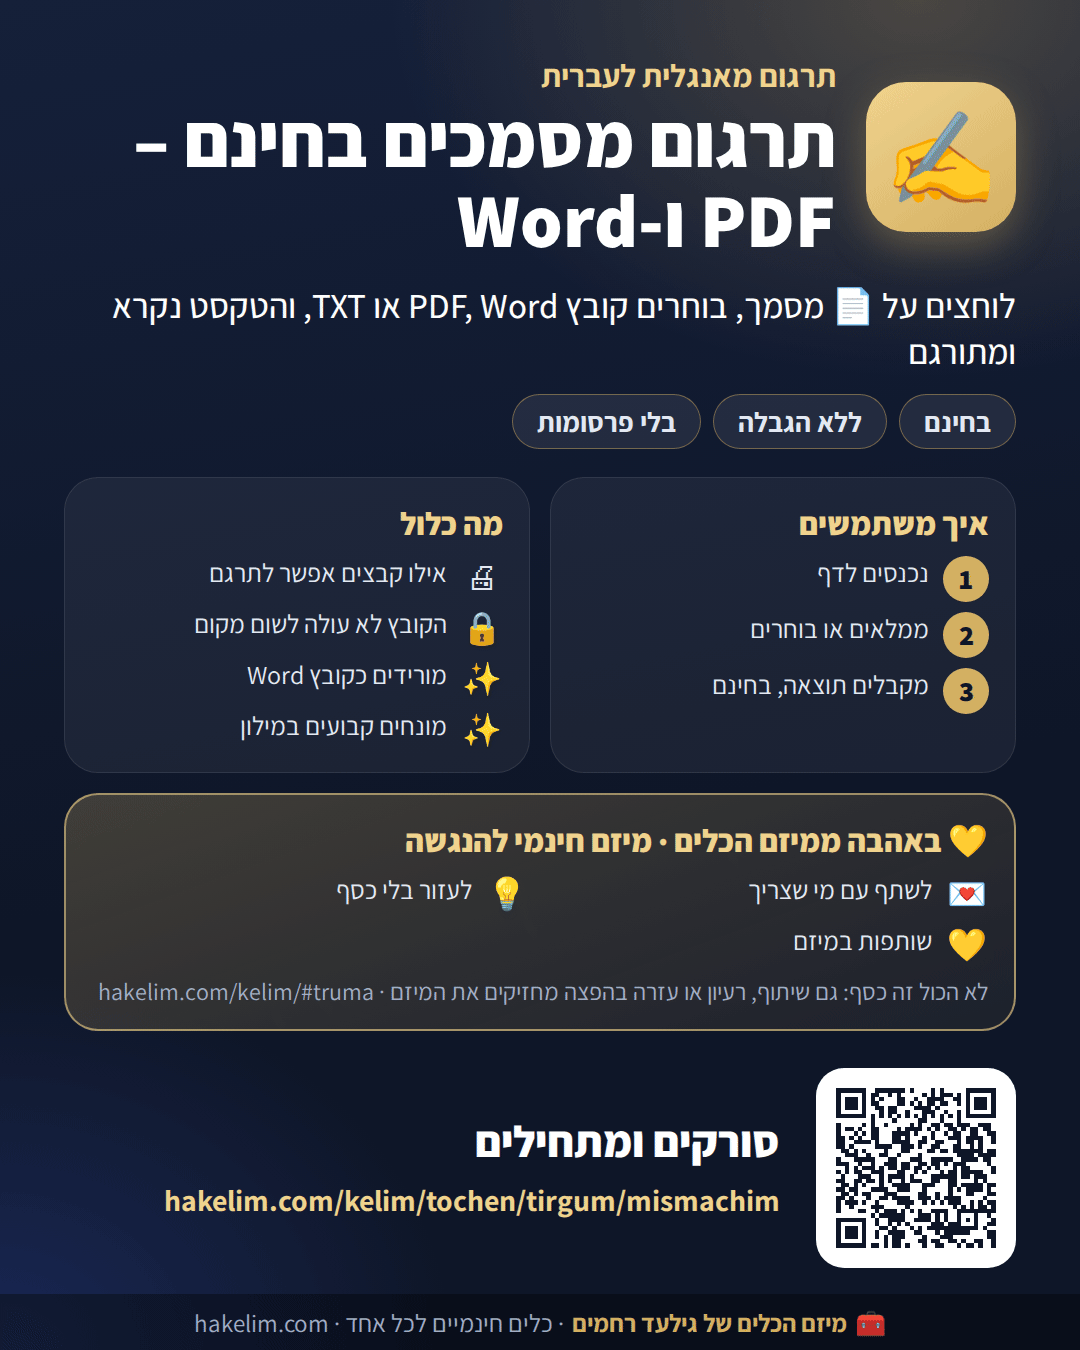 תרגום מאנגלית לעברית
תרגום מסמכים בחינם –
PDF ו-Word
לוחצים על 📄 מסמך, בוחרים קובץ PDF, Word או TXT, והטקסט נקרא
ומתורגם
בחינם
ללא הגבלה
בלי פרסומות
איך משתמשים
1 נכנסים לדף
2 ממלאים או בוחרים
3 מקבלים תוצאה, בחינם
מה כלול
🖨 אילו קבצים אפשר לתרגם
🔒 הקובץ לא עולה לשום מקום
✨ מורידים כקובץ Word
✨ מונחים קבועים במילון
💛 באהבה ממיזם הכלים · מיזם חינמי להנגשה
💌 לשתף עם מי שצריך
💡 לעזור בלי כסף
💛 שותפות במיזם
לא הכול זה כסף: גם שיתוף, רעיון או עזרה בהפצה מחזיקים את המיזם · hakelim.com/kelim/#truma
סורקים ומתחילים
hakelim.com/kelim/tochen/tirgum/mismachim
🧰 מיזם הכלים של גילעד רחמים · כלים חינמיים לכל אחד · hakelim.com